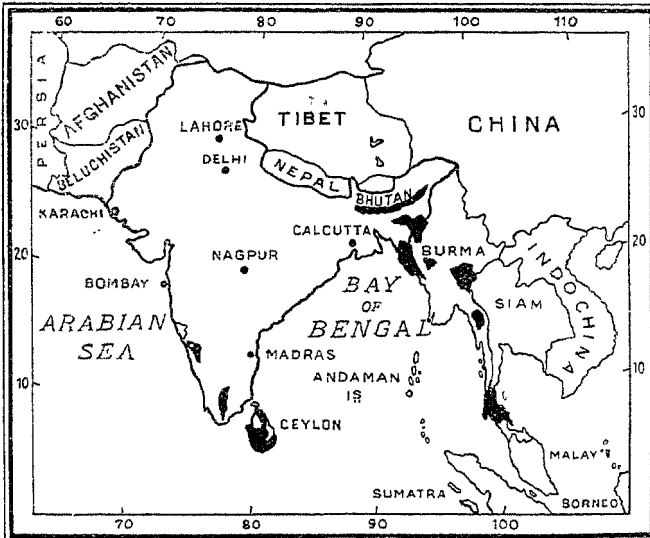 60 70 80 90 100 110
PERSIA
AFGHANISTAN
BELUCHISTAN
30
LAHORE
DELHI
TIBET
CHINA
30
NEPAL
BHUTAN
KARACHI
CALCUTTA
BURMA
20
NAGPUR
20
BOMBAY
BAY
OF
BENGAL
SIAM
INDOCHINA
ARABIAN
SEA
MADRAS
ANDAMAN
IS
10
10
CEYLON
MALAY
SUMATRA
BORNEO
70 80 90 100